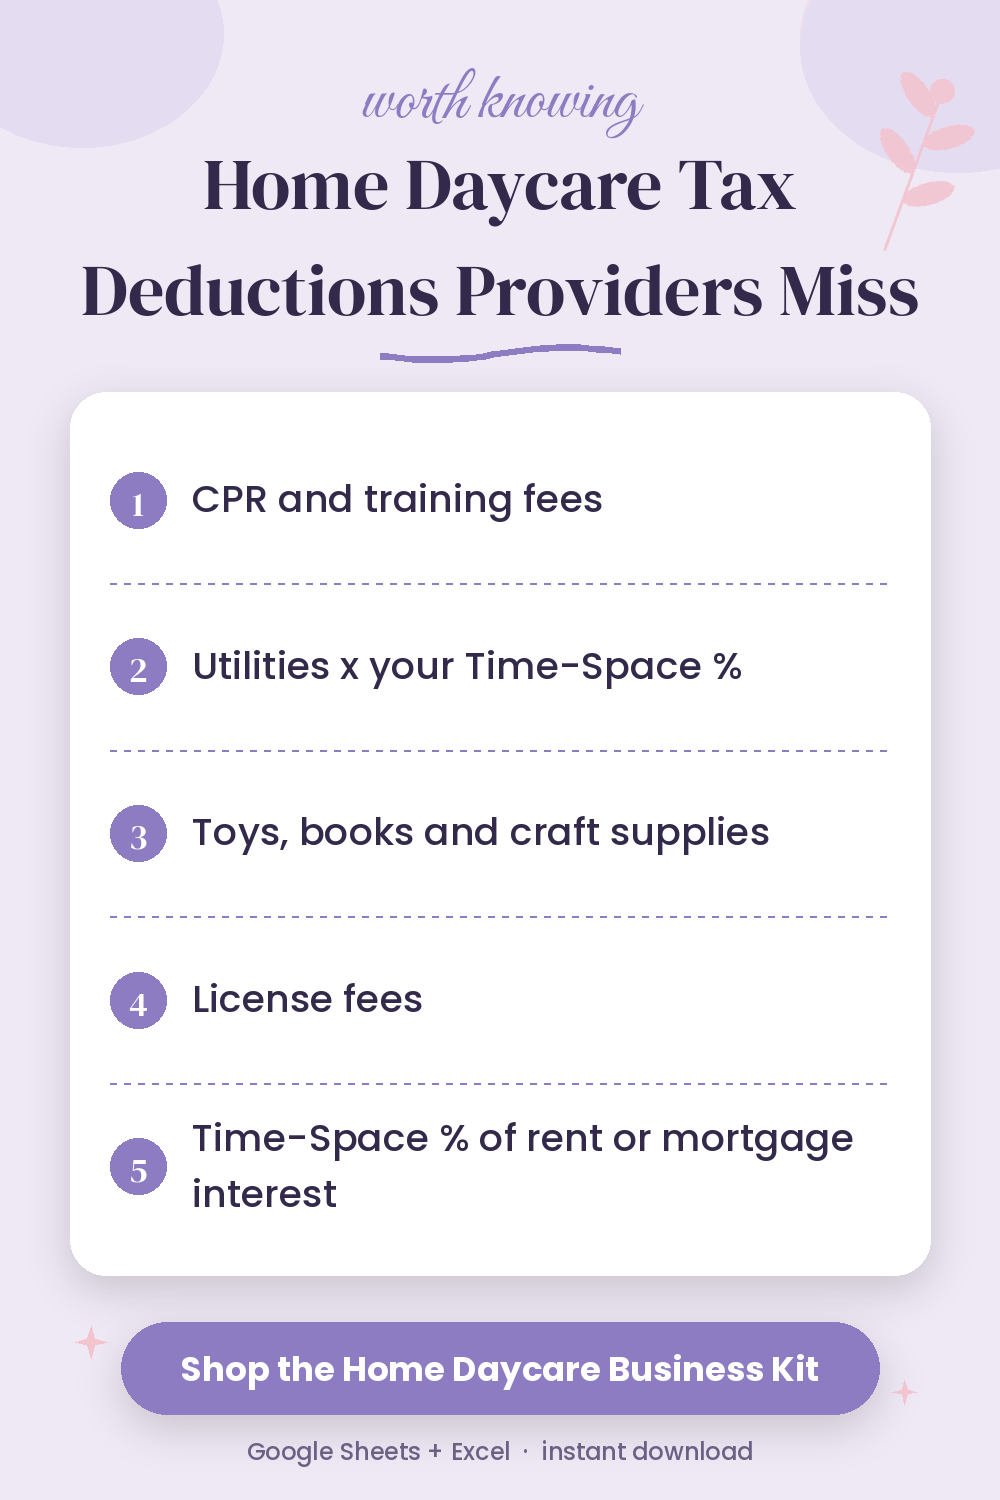 worth knowing
Home Daycare Tax
Deductions Providers Miss
1 CPR and training fees
2 Utilities x your Time-Space %
3 Toys, books and craft supplies
4 License fees
5 Time-Space % of rent or mortgage
interest
Shop the Home Daycare Business Kit
Google Sheets + Excel · instant download